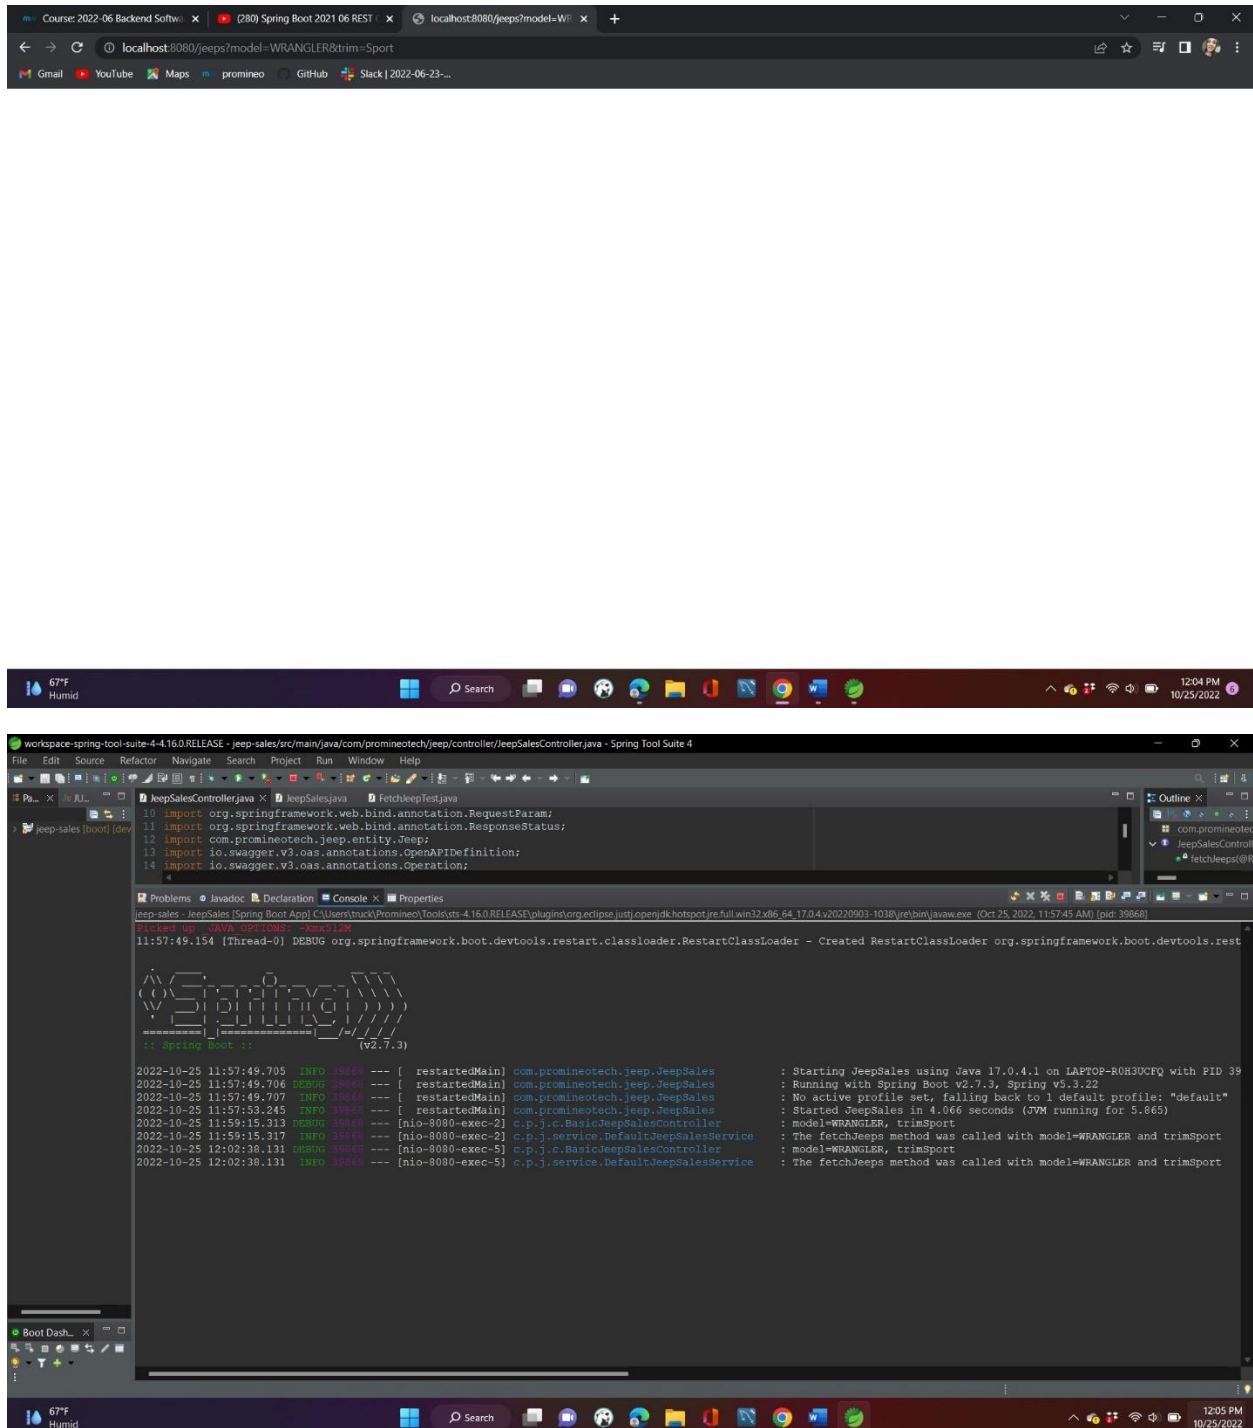 Course: 2022-06 Backend Softwa
(280) Spring Boot 2021 06 REST
localhost:8080/jeeps?model=WR
localhost:8080/jeeps?model=WRANGLER&trim=Sport
Gmail YouTube Maps promineo GitHub Slack | 2022-06-23-...
67°F
Humid
Search
12:04 PM
10/25/2022
6
workspace-spring-tool-suite-4-4.16.0.RELEASE - jeep-sales/src/main/java/com/promineotech/jeep/controller/JeepSalesController.java - Spring Tool Suite 4
File Edit Source Refactor Navigate Search Project Run Window Help
Pa... JU... JeepSalesController.java JeepSales.java FetchJeepTest.java Outline
10 import org.springframework.web.bind.annotation.RequestParam;
11 import org.springframework.web.bind.annotation.ResponseStatus;
12 import com.promineotech.jeep.entity.Jeep;
13 import io.swagger.v3.oas.annotations.OpenAPIDefinition;
14 import io.swagger.v3.oas.annotations.Operation;
jeep-sales [boot] [dev
com.promineotec
JeepSalesControll
fetchJeeps(@R
Problems Javadoc Declaration Console Properties
jeep-sales - JeepSales [Spring Boot App] C:\Users\truck\Promineo\Tools\sts-4.16.0.RELEASE\plugins\org.eclipse.justj.openjdk.hotspot.jre.full.win32.x86_64_17.0.4.v20220903-1038\jre\bin\javaw.exe (Oct 25, 2022, 11:57:45 AM) [pid: 39868]
Picked up _JAVA_OPTIONS: -Xmx512M
11:57:49.154 [Thread-0] DEBUG org.springframework.boot.devtools.restart.classloader.RestartClassLoader - Created RestartClassLoader org.springframework.boot.devtools.rest
Spring
:: Spring Boot :: (v2.7.3)
2022-10-25 11:57:49.705 INFO 39868 --- [ restartedMain] com.promineotech.jeep.JeepSales : Starting JeepSales using Java 17.0.4.1 on LAPTOP-R0H3UCFQ with PID 39
2022-10-25 11:57:49.706 DEBUG 39868 --- [ restartedMain] com.promineotech.jeep.JeepSales : Running with Spring Boot v2.7.3, Spring v5.3.22
2022-10-25 11:57:49.707 INFO 39868 --- [ restartedMain] com.promineotech.jeep.JeepSales : No active profile set, falling back to 1 default profile: "default"
2022-10-25 11:57:53.245 INFO 39868 --- [ restartedMain] com.promineotech.jeep.JeepSales : Started JeepSales in 4.066 seconds (JVM running for 5.865)
2022-10-25 11:59:15.313 DEBUG 39868 --- [nio-8080-exec-2] c.p.j.c.BasicJeepSalesController : model=WRANGLER, trimSport
2022-10-25 11:59:15.317 INFO 39868 --- [nio-8080-exec-2] c.p.j.service.DefaultJeepSalesService : The fetchJeeps method was called with model=WRANGLER and trimSport
2022-10-25 12:02:38.131 DEBUG 39868 --- [nio-8080-exec-5] c.p.j.c.BasicJeepSalesController : model=WRANGLER, trimSport
2022-10-25 12:02:38.131 INFO 39868 --- [nio-8080-exec-5] c.p.j.service.DefaultJeepSalesService : The fetchJeeps method was called with model=WRANGLER and trimSport
Boot Dash...
67°F
Humid
Search
12:05 PM
10/25/2022